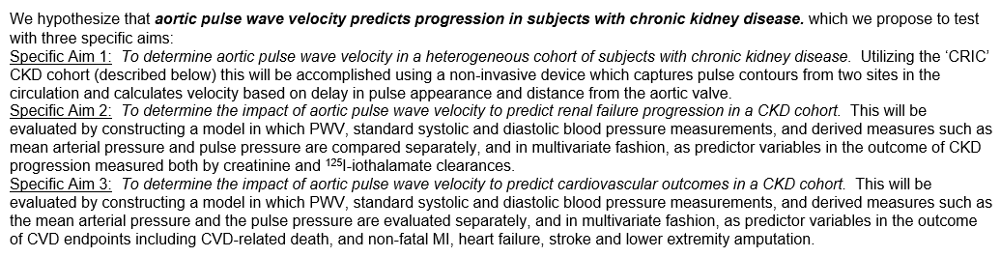 We hypothesize that aortic pulse wave velocity predicts progression in subjects with chronic kidney disease. which we propose to test
with three specific aims:
Specific Aim 1: To determine aortic pulse wave velocity in a heterogeneous cohort of subjects with chronic kidney disease. Utilizing the ‘CRIC’
CKD cohort (described below) this will be accomplished using a non-invasive device which captures pulse contours from two sites in the
circulation and calculates velocity based on delay in pulse appearance and distance from the aortic valve.
Specific Aim 2: To determine the impact of aortic pulse wave velocity to predict renal failure progression in a CKD cohort. This will be
evaluated by constructing a model in which PWV, standard systolic and diastolic blood pressure measurements, and derived measures such as
mean arterial pressure and pulse pressure are compared separately, and in multivariate fashion, as predictor variables in the outcome of CKD
progression measured both by creatinine and ¹²⁵I-iothalamate clearances.
Specific Aim 3: To determine the impact of aortic pulse wave velocity to predict cardiovascular outcomes in a CKD cohort. This will be
evaluated by constructing a model in which PWV, standard systolic and diastolic blood pressure measurements, and derived measures such as
the mean arterial pressure and the pulse pressure are evaluated separately, and in multivariate fashion, as predictor variables in the outcome
of CVD endpoints including CVD-related death, and non-fatal MI, heart failure, stroke and lower extremity amputation.